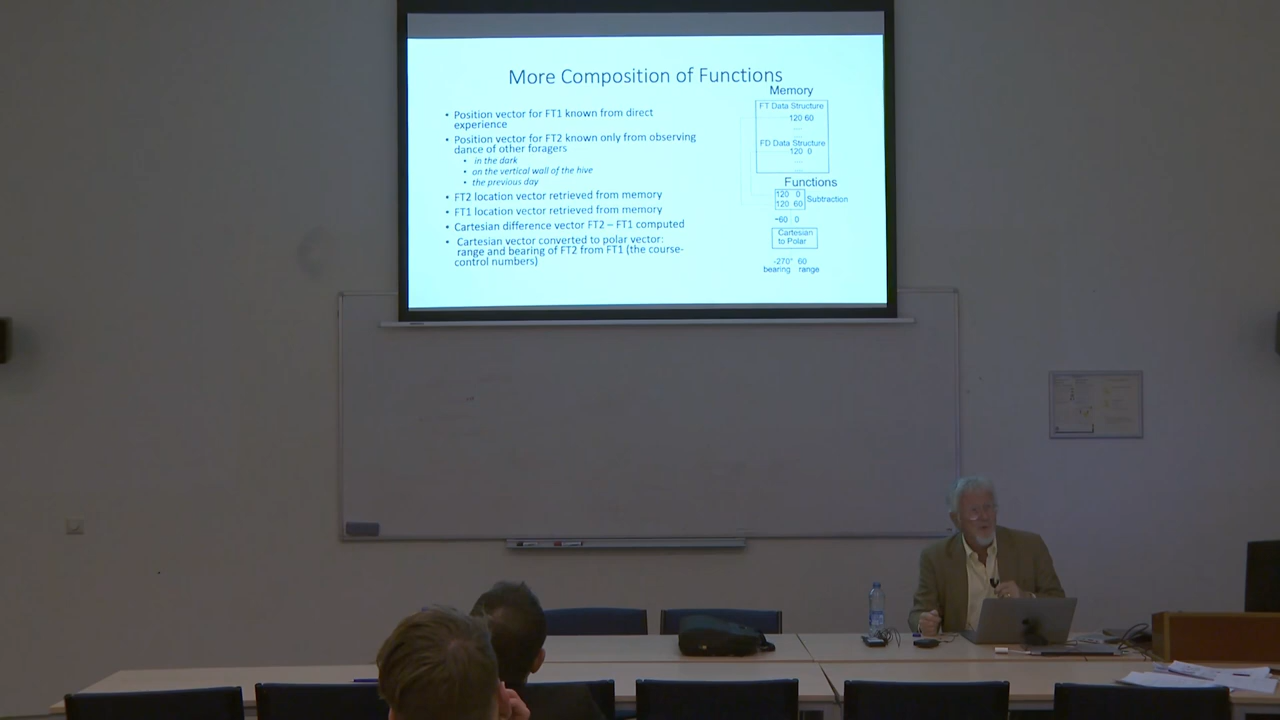 More Composition of Functions
• Position vector for FT1 known from direct
experience
• Position vector for FT2 known only from observing
dance of other foragers
• in the dark
• on the vertical wall of the hive
• the previous day
• FT2 location vector retrieved from memory
• FT1 location vector retrieved from memory
• Cartesian difference vector FT2 – FT1 computed
• Cartesian vector converted to polar vector:
range and bearing of FT2 from FT1 (the course-
control numbers)
Memory
FT Data Structure
120 60
....
FD Data Structure
120 0
....
Functions
120 0
120 60
Subtraction
-60 0
Cartesian
to Polar
-270° 60
bearing range